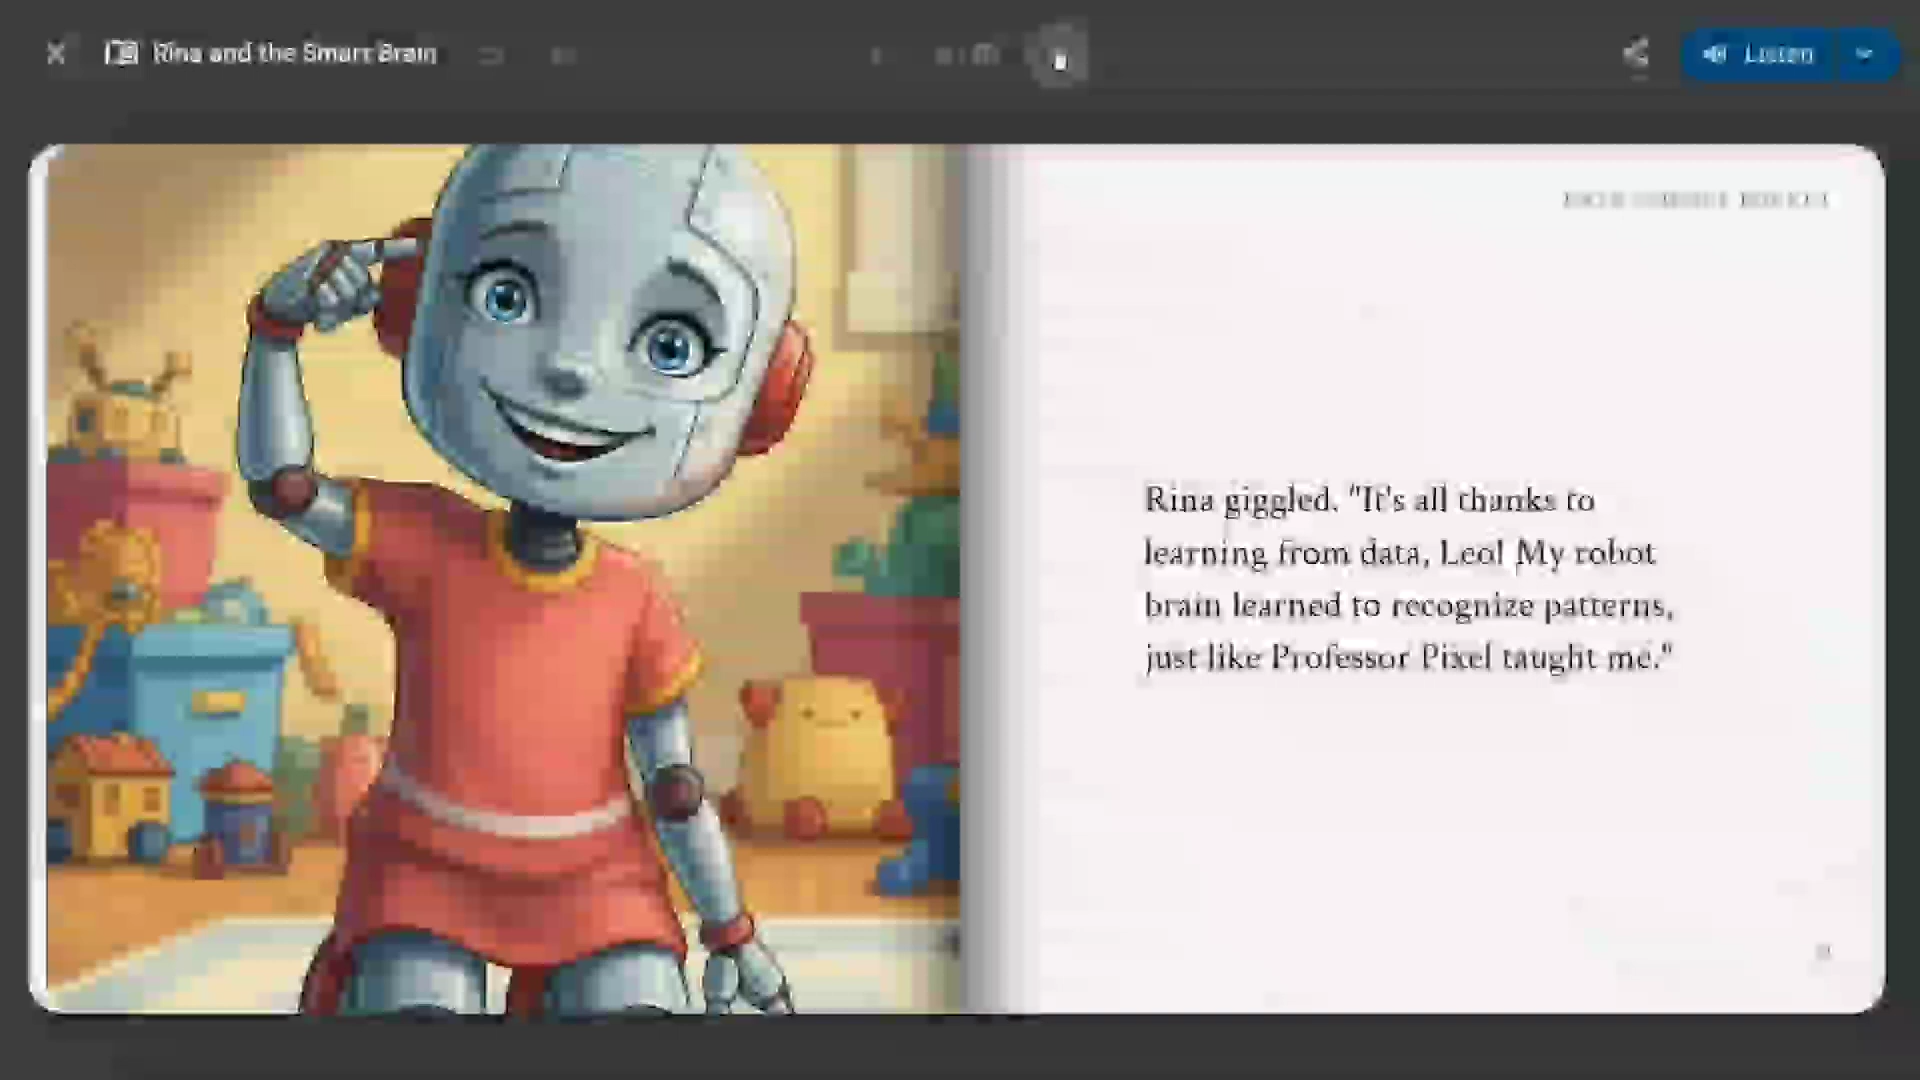 Rina and the Smart Brain
Listen
Rina giggled. "It's all thanks to
learning from data, Leo! My robot
brain learned to recognize patterns,
just like Professor Pixel taught me."